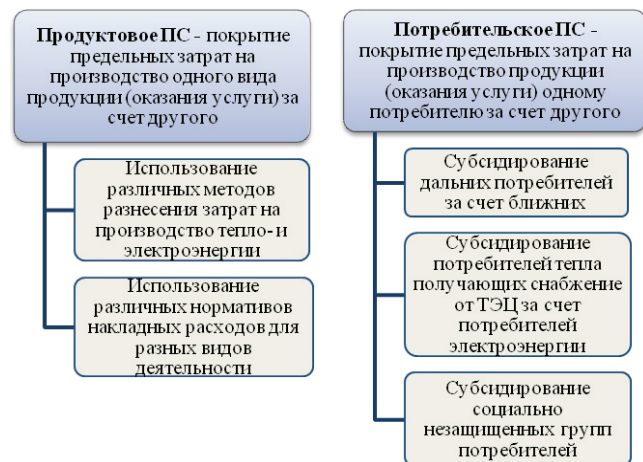 Продуктовое ПС - покрытие
предельных затрат на
производство одного вида
продукции (оказания услуги) за
счет другого
Использование
различных методов
разнесения затрат на
производство тепло- и
электроэнергии
Использование
различных нормативов
накладных расходов для
разных видов
деятельности
Потребительское ПС -
покрытие предельных затрат на
производство продукции
(оказания услуги) одному
потребителю за счет другого
Субсидирование
дальних потребителей
за счет ближних
Субсидирование
потребителей тепла
получающих снабжение
от ТЭЦ за счет
потребителей
электроэнергии
Субсидирование
социально
незащищенных групп
потребителей